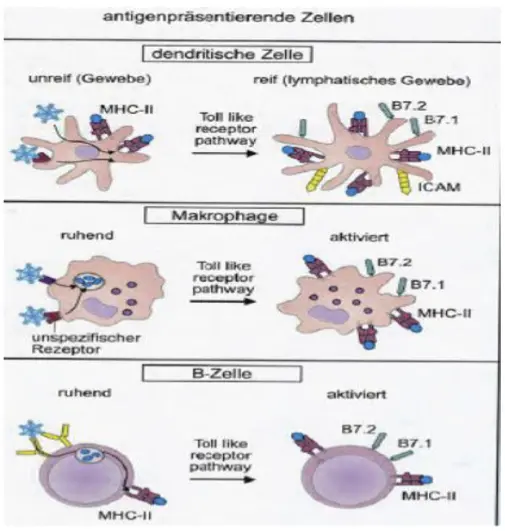 antigenpräsentierende Zellen
dendritische Zelle
unreif (Gewebe)
reif (lymphatisches Gewebe)
MHC-II
Toll like
receptor
pathway
B7.2
B7.1
MHC-II
ICAM
Makrophage
ruhend
aktiviert
Toll like
receptor
pathway
B7.2
B7.1
MHC-II
unspezifischer
Rezeptor
B-Zelle
ruhend
aktiviert
Toll like
receptor
pathway
B7.2
B7.1
MHC-II
MHC-II